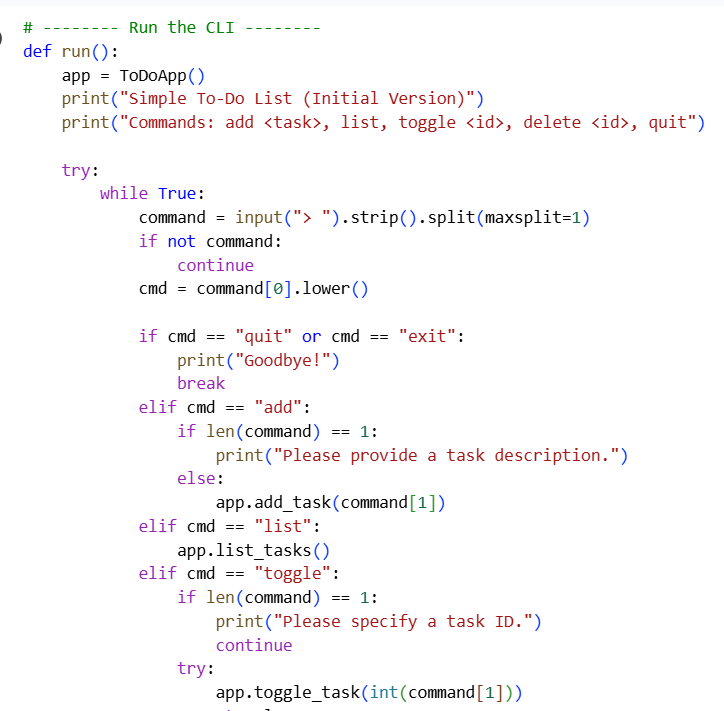 # -------- Run the CLI --------
def run():
    app = ToDoApp()
    print("Simple To-Do List (Initial Version)")
    print("Commands: add <task>, list, toggle <id>, delete <id>, quit")

    try:
        while True:
            command = input("> ").strip().split(maxsplit=1)
            if not command:
                continue
            cmd = command[0].lower()

            if cmd == "quit" or cmd == "exit":
                print("Goodbye!")
                break
            elif cmd == "add":
                if len(command) == 1:
                    print("Please provide a task description.")
                else:
                    app.add_task(command[1])
            elif cmd == "list":
                app.list_tasks()
            elif cmd == "toggle":
                if len(command) == 1:
                    print("Please specify a task ID.")
                    continue
                try:
                    app.toggle_task(int(command[1]))